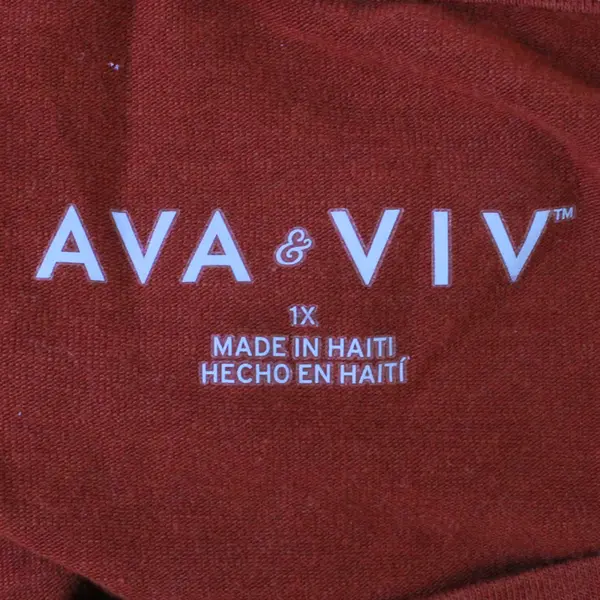 AVA & VIV™
1X
MADE IN HAITI
HECHO EN HAITÍ